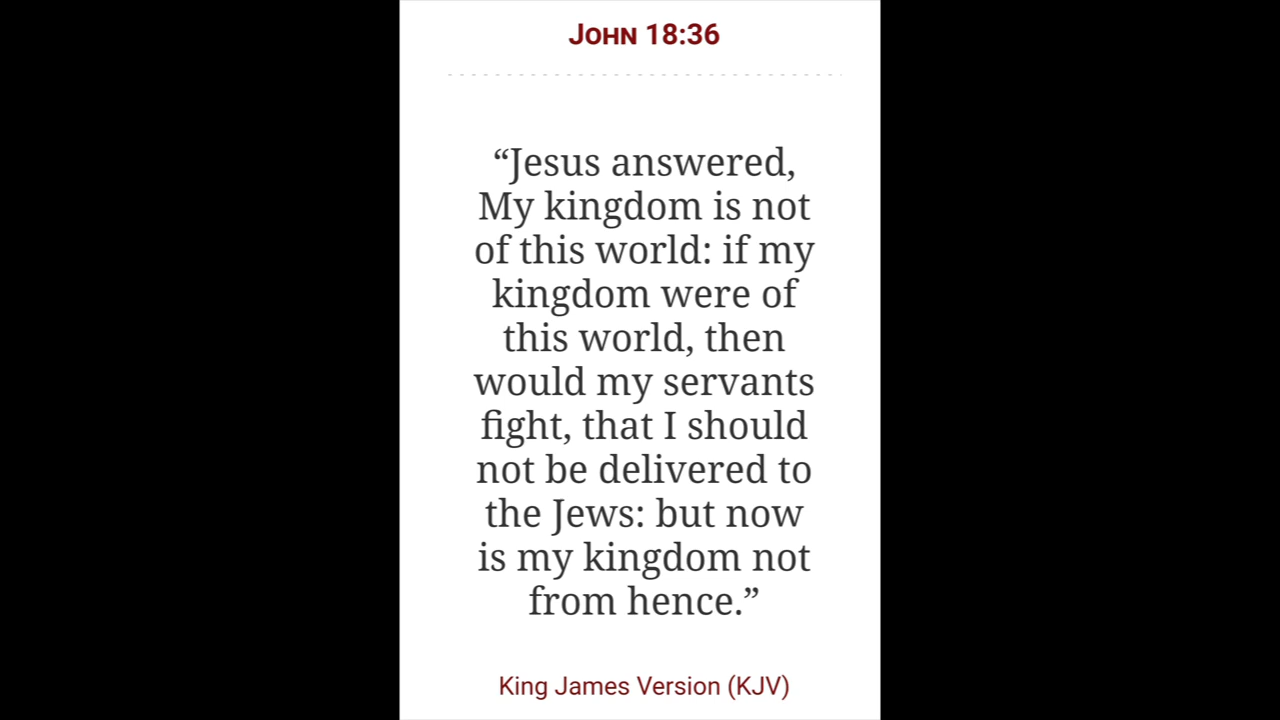 John 18:36
“Jesus answered,
My kingdom is not
of this world: if my
kingdom were of
this world, then
would my servants
fight, that I should
not be delivered to
the Jews: but now
is my kingdom not
from hence.”
King James Version (KJV)